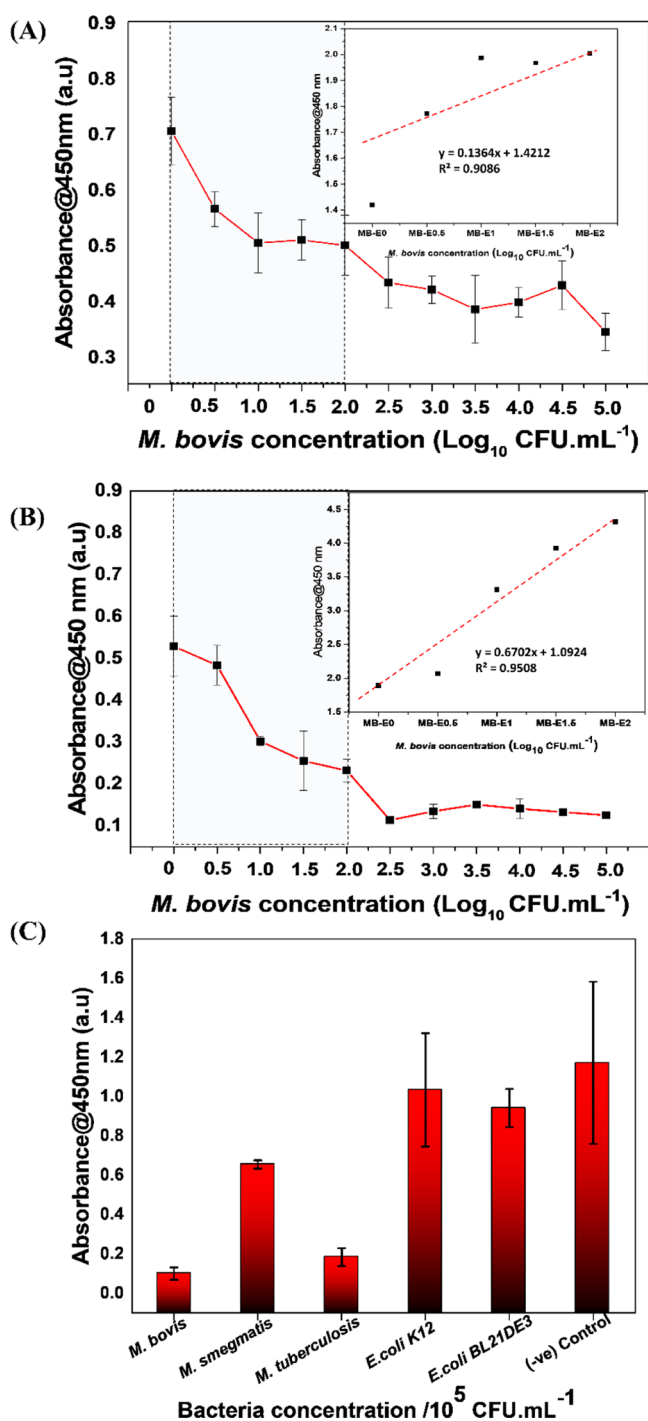 (A)
0.9
0.8
0.7
0.6
0.5
0.4
0.3
Absorbance@450nm (a.u)
2.1
2.0
1.9
1.8
1.7
1.6
1.5
1.4
Absorbance@450 nm
y = 0.1364x + 1.4212
R² = 0.9086
MB-E0 MB-E0.5 MB-E1 MB-E1.5 MB-E2
M. bovis concentration (Log₁₀ CFU.mL⁻¹)
0 0.5 1.0 1.5 2.0 2.5 3.0 3.5 4.0 4.5 5.0
M. bovis concentration (Log₁₀ CFU.mL⁻¹)
(B)
0.9
0.8
0.7
0.6
0.5
0.4
0.3
0.2
0.1
Absorbance@450 nm (a.u)
4.5
4.0
3.5
3.0
2.5
2.0
1.5
Absorbance@450 nm
y = 0.6702x + 1.0924
R² = 0.9508
MB-E0 MB-E0.5 MB-E1 MB-E1.5 MB-E2
M. bovis concentration (Log₁₀ CFU.mL⁻¹)
0 0.5 1.0 1.5 2.0 2.5 3.0 3.5 4.0 4.5 5.0
M. bovis concentration (Log₁₀ CFU.mL⁻¹)
(C)
1.8
1.6
1.4
1.2
1.0
0.8
0.6
0.4
0.2
0.0
Absorbance@450nm (a.u)
M. bovis
M. smegmatis
M. tuberculosis
E.coli K12
E.coli BL21DE3
(-ve) Control
Bacteria concentration /10⁵ CFU.mL⁻¹